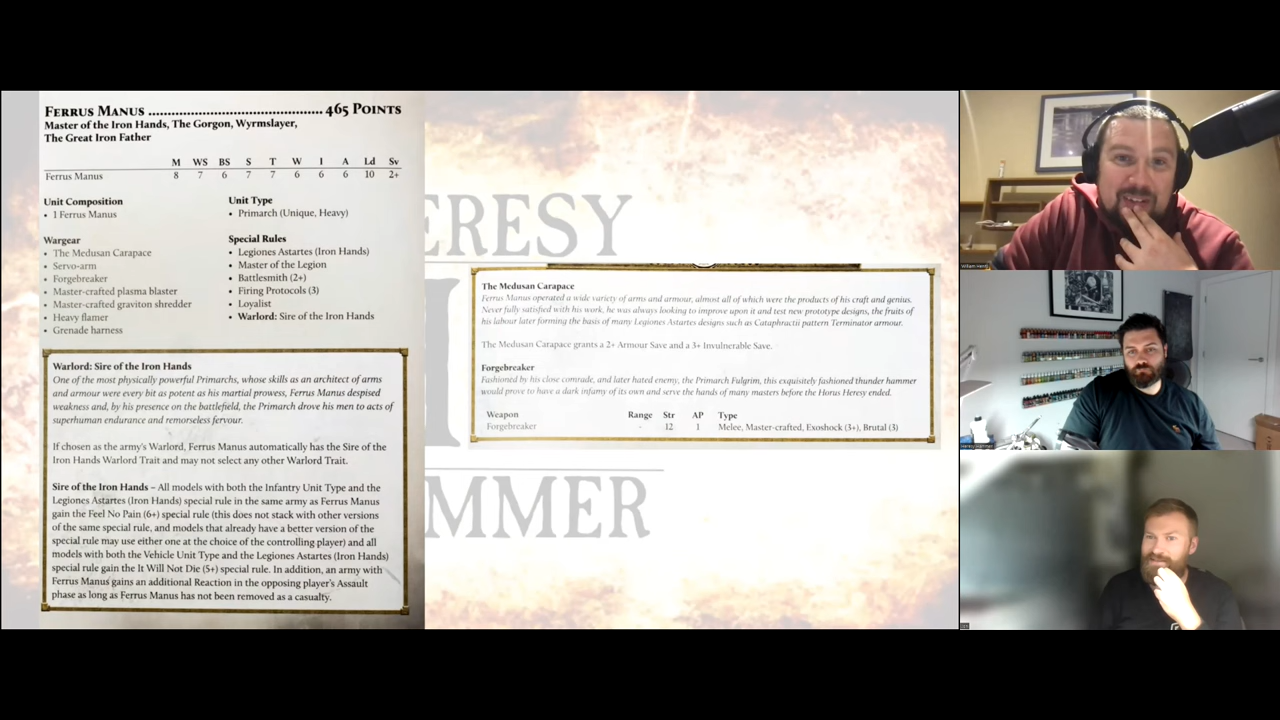 FERRUS MANUS ................................................ 465 POINTS
Master of the Iron Hands, The Gorgon, Wyrmslayer,
The Great Iron Father
M WS BS S T W I A Ld Sv
Ferrus Manus 8 7 6 7 7 6 6 6 10 2+
Unit Composition
• 1 Ferrus Manus
Unit Type
• Primarch (Unique, Heavy)
Wargear
• The Medusan Carapace
• Servo-arm
• Forgebreaker
• Master-crafted plasma blaster
• Master-crafted graviton shredder
• Heavy flamer
• Grenade harness
Special Rules
• Legiones Astartes (Iron Hands)
• Master of the Legion
• Battlesmith (2+)
• Firing Protocols (3)
• Loyalist
• Warlord: Sire of the Iron Hands
Warlord: Sire of the Iron Hands
One of the most physically powerful Primarchs, whose skills as an architect of arms
and armour were every bit as potent as his martial prowess, Ferrus Manus despised
weakness and, by his presence on the battlefield, the Primarch drove his men to acts of
superhuman endurance and remorseless fervour.
If chosen as the army's Warlord, Ferrus Manus automatically has the Sire of the
Iron Hands Warlord Trait and may not select any other Warlord Trait.
Sire of the Iron Hands – All models with both the Infantry Unit Type and the
Legiones Astartes (Iron Hands) special rule in the same army as Ferrus Manus
gain the Feel No Pain (6+) special rule (this does not stack with other versions
of the same special rule, and models that already have a better version of the
special rule may use either one at the choice of the controlling player) and all
models with both the Vehicle Unit Type and the Legiones Astartes (Iron Hands)
special rule gain the It Will Not Die (5+) special rule. In addition, an army with
Ferrus Manus gains an additional Reaction in the opposing player's Assault
phase as long as Ferrus Manus has not been removed as a casualty.
ERESY
The Medusan Carapace
Ferrus Manus operated a wide variety of arms and armour, almost all of which were the products of his craft and genius.
Never fully satisfied with his work, he was always looking to improve upon it and test new prototype designs, the fruits of
his labour later forming the basis of many Legiones Astartes designs such as Cataphractii pattern Terminator armour.
The Medusan Carapace grants a 2+ Armour Save and a 3+ Invulnerable Save.
Forgebreaker
Fashioned by his close comrade, and later hated enemy, the Primarch Fulgrim, this exquisitely fashioned thunder hammer
would prove to have a dark infamy of its own and serve the hands of many masters before the Horus Heresy ended.
Weapon Range Str AP Type
Forgebreaker - 12 1 Melee, Master-crafted, Exoshock (3+), Brutal (3)
MMER